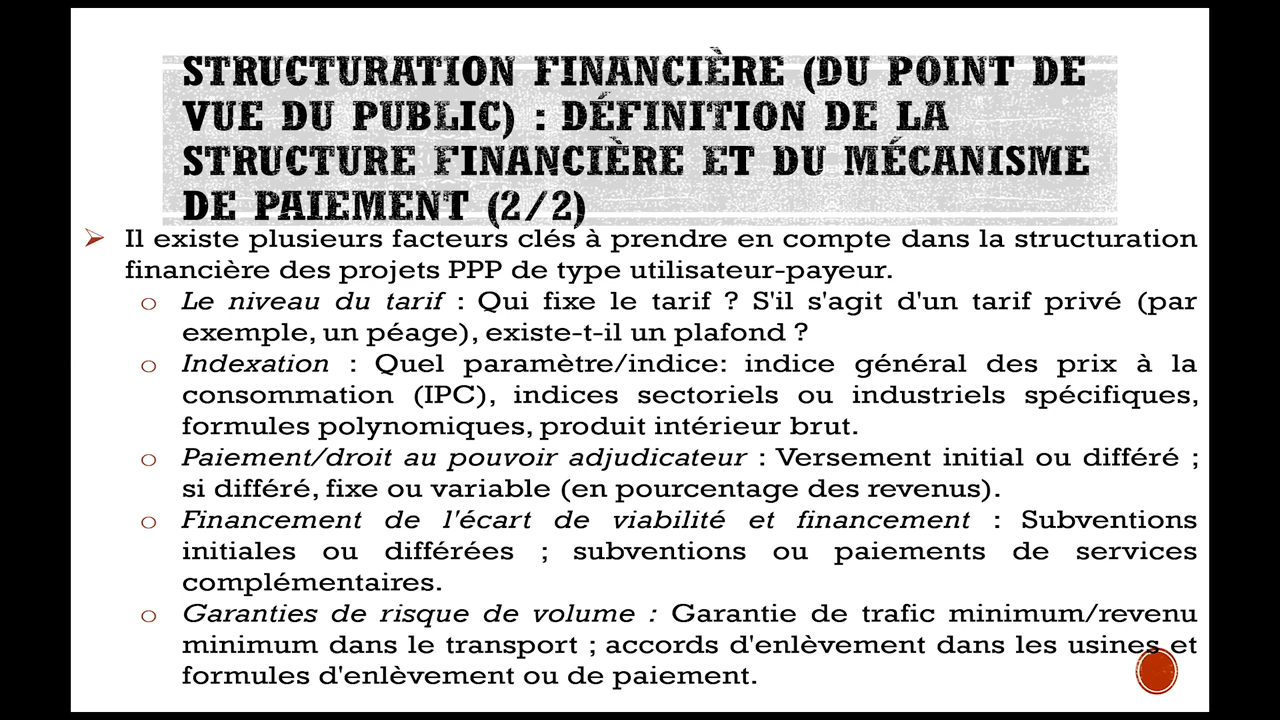 STRUCTURATION FINANCIÈRE (DU POINT DE
VUE DU PUBLIC) : DÉFINITION DE LA
STRUCTURE FINANCIÈRE ET DU MÉCANISME
DE PAIEMENT (2/2)
Il existe plusieurs facteurs clés à prendre en compte dans la structuration
financière des projets PPP de type utilisateur-payeur.
Le niveau du tarif : Qui fixe le tarif ? S'il s'agit d'un tarif privé (par
exemple, un péage), existe-t-il un plafond ?
Indexation : Quel paramètre/indice: indice général des prix à la
consommation (IPC), indices sectoriels ou industriels spécifiques,
formules polynomiques, produit intérieur brut.
Paiement/droit au pouvoir adjudicateur : Versement initial ou différé ;
si différé, fixe ou variable (en pourcentage des revenus).
Financement de l'écart de viabilité et financement : Subventions
initiales ou différées ; subventions ou paiements de services
complémentaires.
Garanties de risque de volume : Garantie de trafic minimum/revenu
minimum dans le transport ; accords d'enlèvement dans les usines et
formules d'enlèvement ou de paiement.